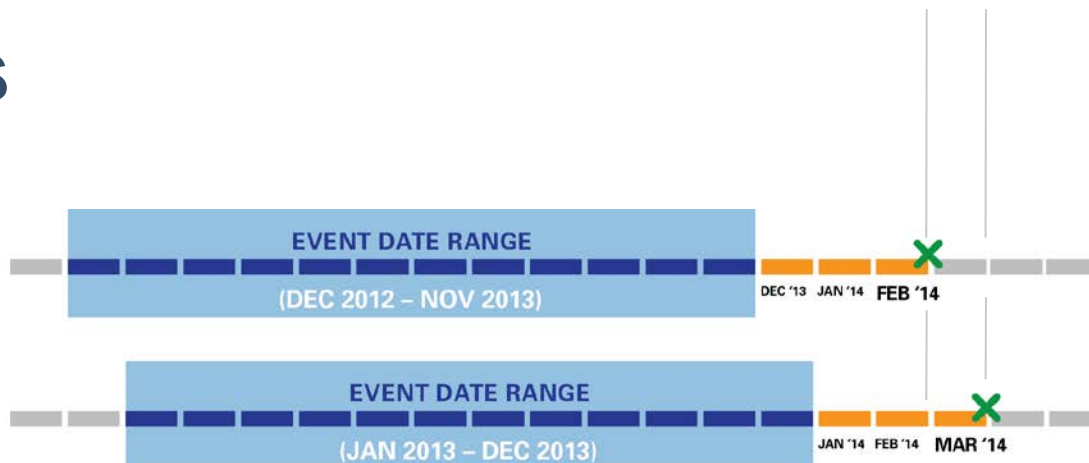 S
EVENT DATE RANGE
(DEC 2012 – NOV 2013)
DEC '13 JAN '14 FEB '14
EVENT DATE RANGE
(JAN 2013 – DEC 2013)
JAN '14 FEB '14 MAR '14